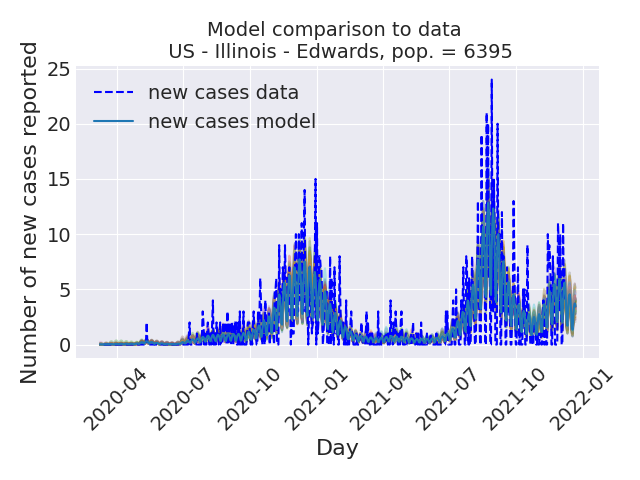 Model comparison to data
US - Illinois - Edwards, pop. = 6395
Number of new cases reported
25
20
15
10
5
0
new cases data
new cases model
2020-04
2020-07
2020-10
2021-01
2021-04
2021-07
2021-10
2022-01
Day